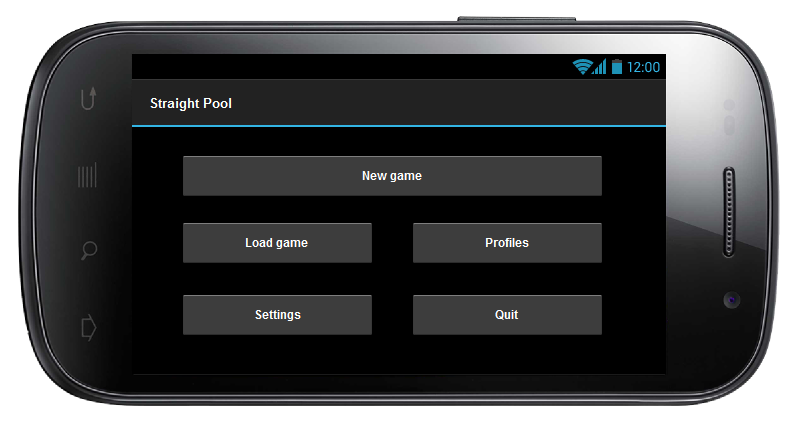 12:00
Straight Pool
New game
Load game
Profiles
Settings
Quit